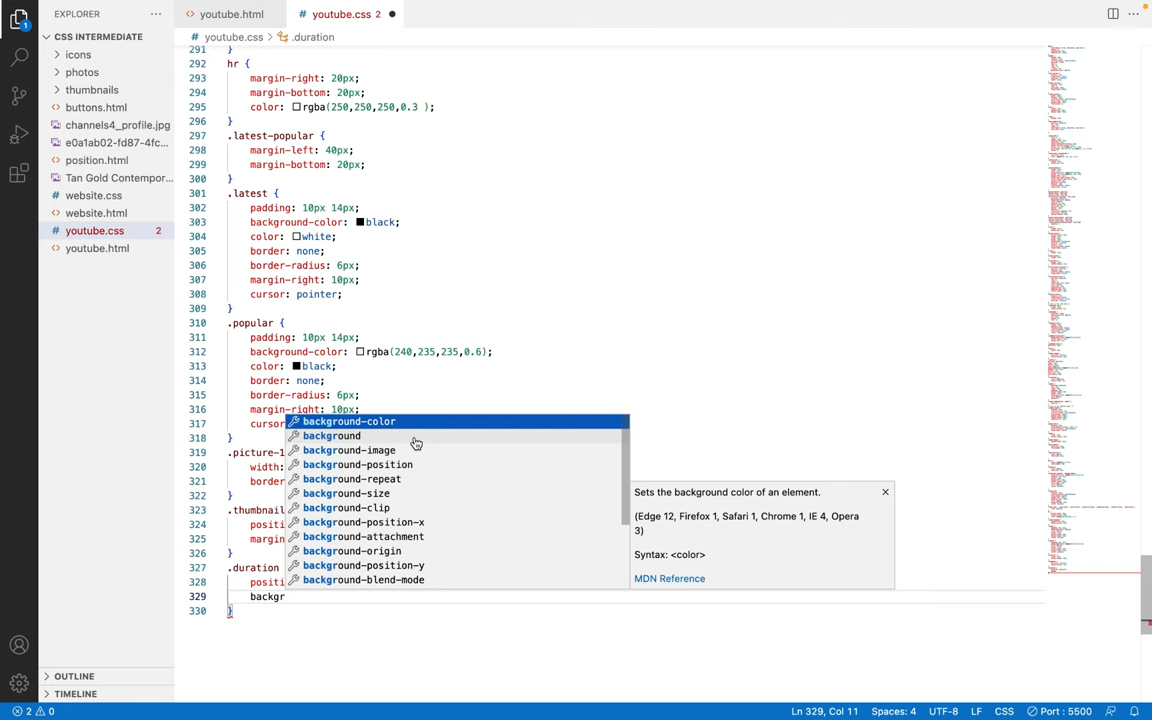 EXPLORER
youtube.html
youtube.css 2
CSS INTERMEDIATE
youtube.css > .duration
icons
photos
thumbnails
buttons.html
channels4_profile.jpg
e0a1ab02-fd87-4fc...
position.html
Tan Gold Contempor...
website.css
website.html
youtube.css 2
youtube.html
OUTLINE
TIMELINE
1
291 }
292 hr {
293 margin-right: 20px;
294 margin-bottom: 20px;
295 color: rgba(250,250,250,0.3 );
296 }
297 .latest-popular {
298 margin-left: 40px;
299 margin-bottom: 20px;
300 }
301 .latest {
302 padding: 10px 14px;
303 background-color: black;
304 color: white;
305 border: none;
306 border-radius: 6px;
307 margin-right: 10px;
308 cursor: pointer;
309 }
310 .popular {
311 padding: 10px 14px;
312 background-color: rgba(240,235,235,0.6);
313 color: black;
314 border: none;
315 border-radius: 6px;
316 margin-right: 10px;
317 cursor
318 }
319 .picture-1
320 width:
321 border
322 }
323 .thumbnail
324 positi
325 margin
326 }
327 .duration
328 positi
329 backgr
330 }
background-color
background
background-image
background-position
background-repeat
background-size
background-clip
background-position-x
background-attachment
background-origin
background-position-y
background-blend-mode
Sets the background color of an element.
(Edge 12, Firefox 1, Safari 1, Chrome 1, IE 4, Opera
3)
Syntax: <color>
MDN Reference
2 0
Ln 329, Col 11 Spaces: 4 UTF-8 LF CSS Port : 5500